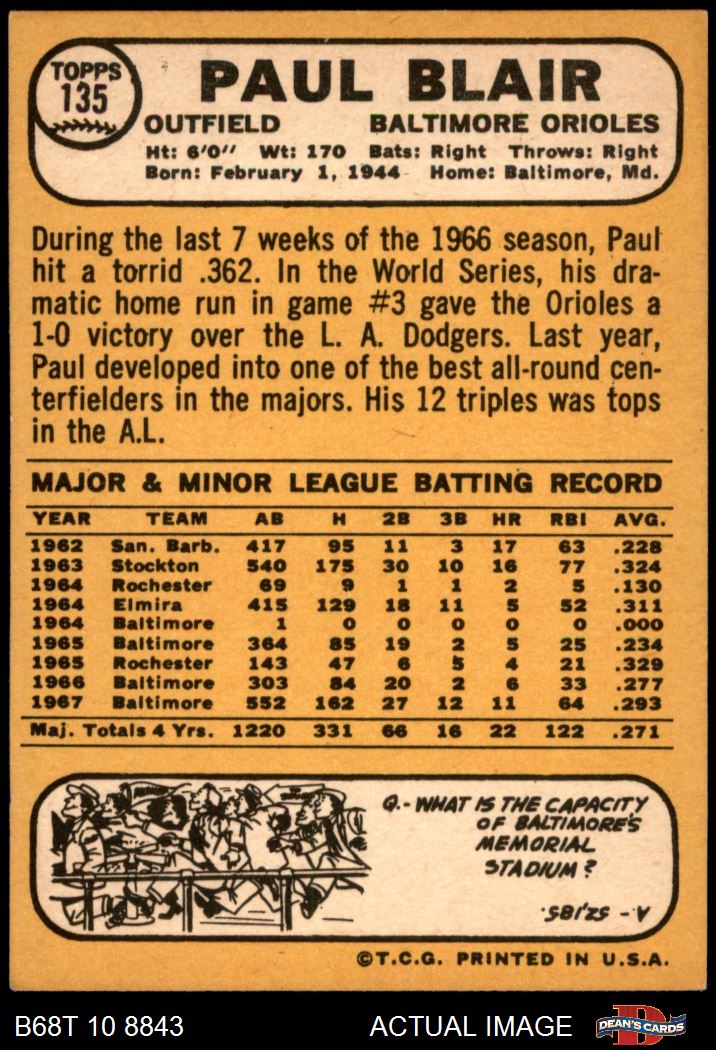 TOPPS
135
PAUL BLAIR
OUTFIELD BALTIMORE ORIOLES
Ht: 6'0" Wt: 170 Bats: Right Throws: Right
Born: February 1, 1944 Home: Baltimore, Md.
During the last 7 weeks of the 1966 season, Paul
hit a torrid .362. In the World Series, his dra-
matic home run in game #3 gave the Orioles a
1-0 victory over the L. A. Dodgers. Last year,
Paul developed into one of the best all-round cen-
terfielders in the majors. His 12 triples was tops
in the A.L.
MAJOR & MINOR LEAGUE BATTING RECORD
YEAR TEAM AB H 2B 3B HR RBI AVG.
1962 San. Barb. 417 95 11 3 17 63 .228
1963 Stockton 540 175 30 10 16 77 .324
1964 Rochester 69 9 1 1 2 5 .130
1964 Elmira 415 129 18 11 5 52 .311
1964 Baltimore 1 0 0 0 0 0 .000
1965 Baltimore 364 85 19 2 5 25 .234
1965 Rochester 143 47 6 5 4 21 .329
1966 Baltimore 303 84 20 2 6 33 .277
1967 Baltimore 552 162 27 12 11 64 .293
Maj. Totals 4 Yrs. 1220 331 66 16 22 122 .271
Q.- WHAT IS THE CAPACITY
OF BALTIMORE'S
MEMORIAL
STADIUM?
A - 52,185.
©T.C.G. PRINTED IN U.S.A.
B68T 10 8843 ACTUAL IMAGE DEAN'S CARDS